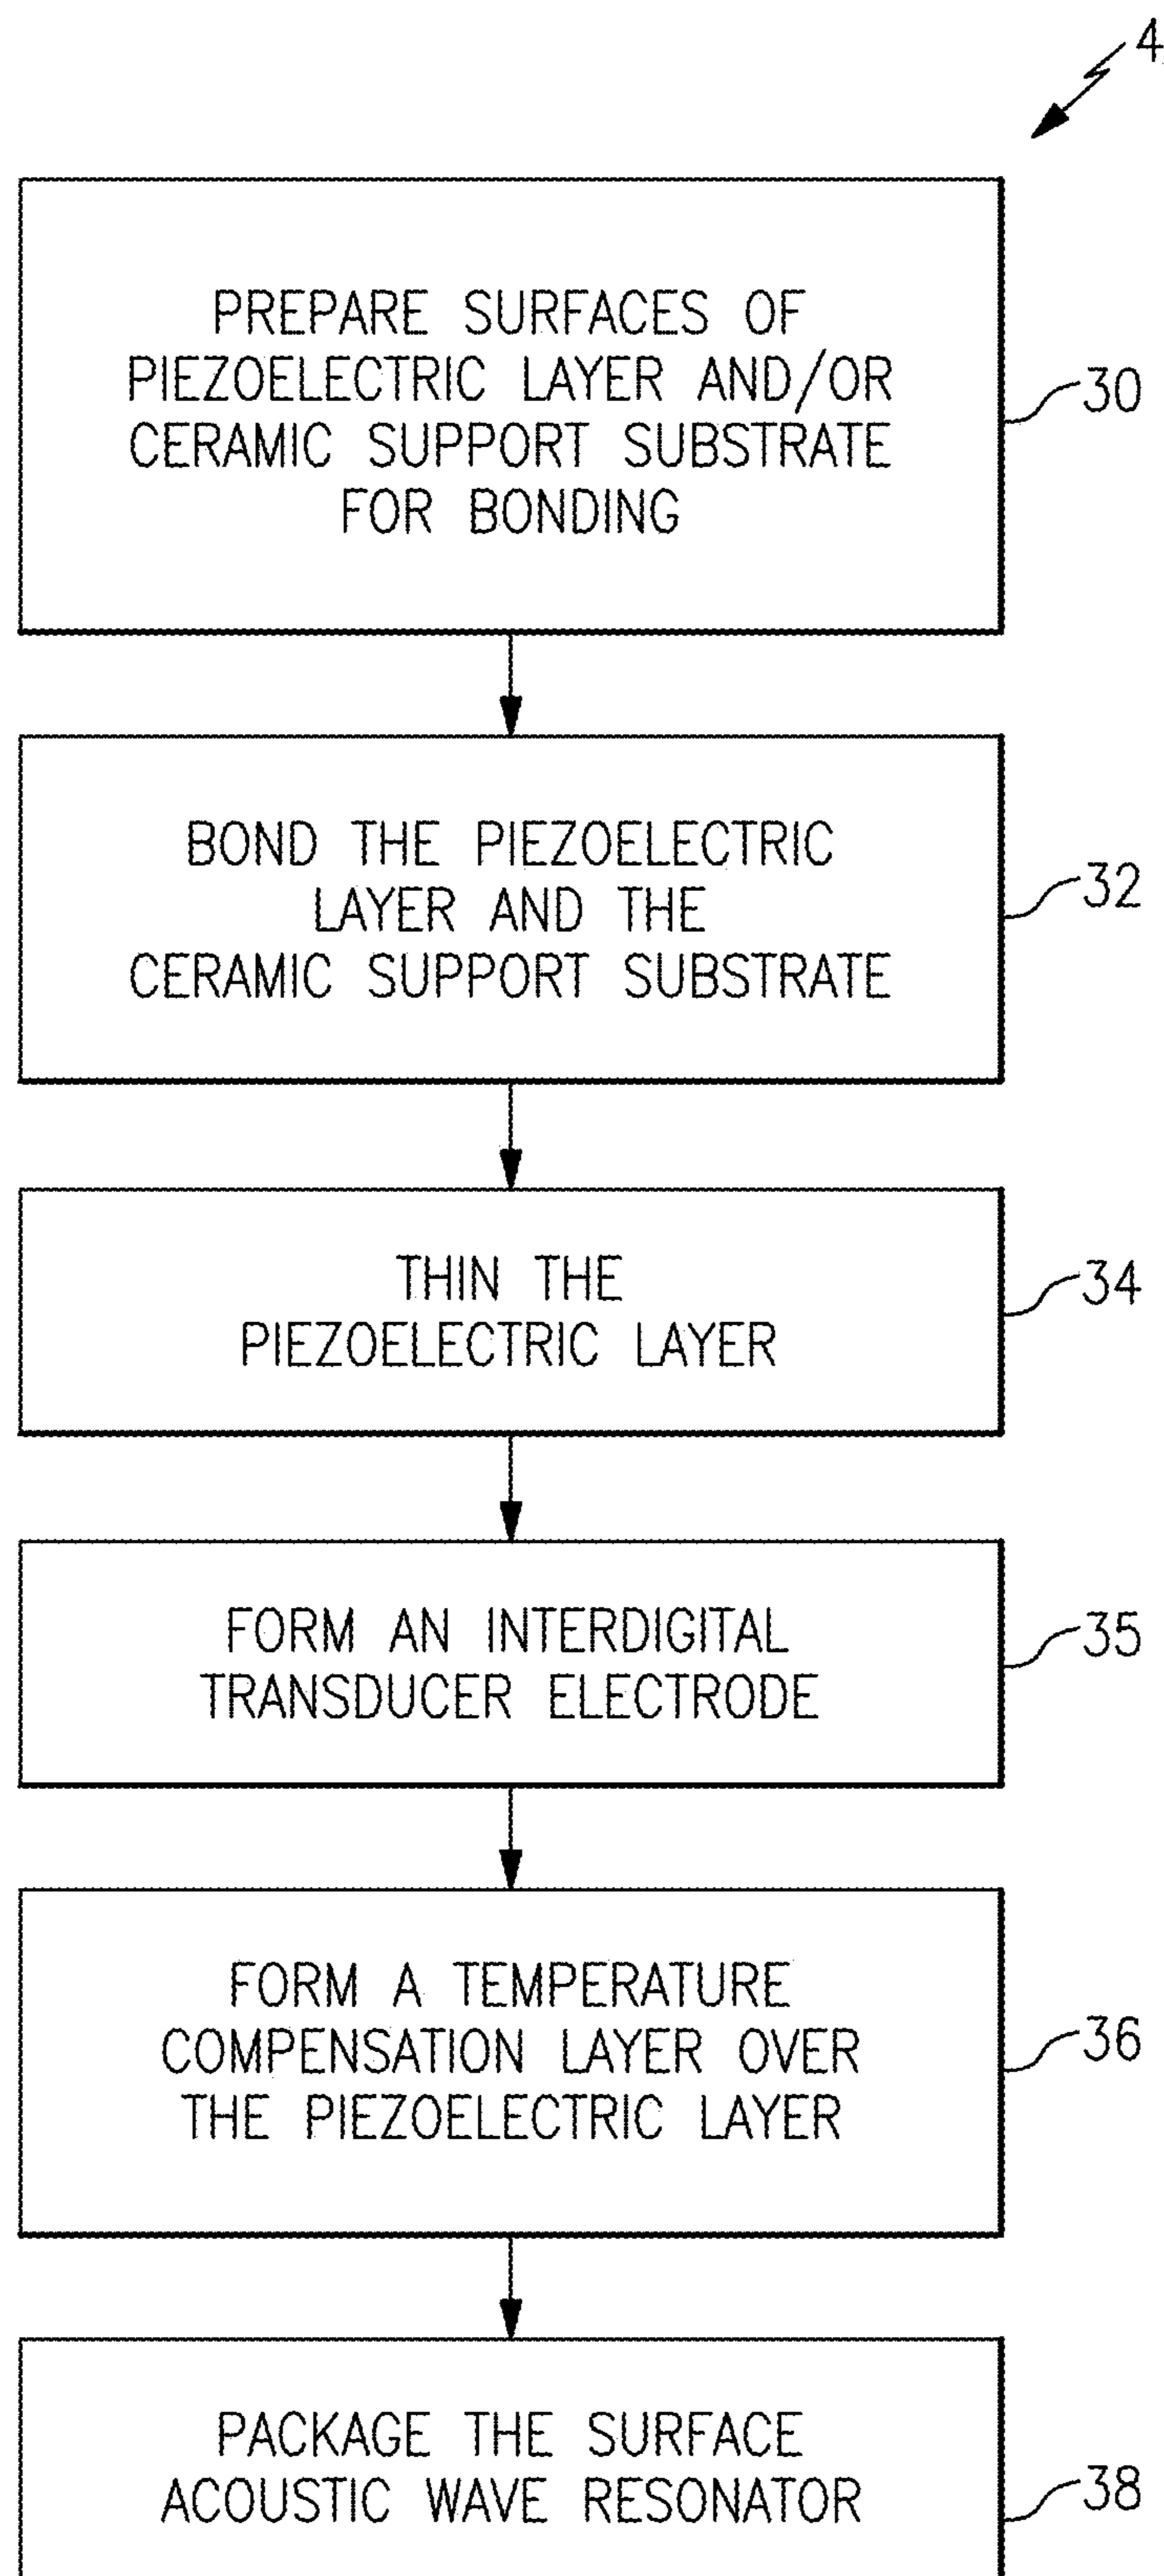 4
PREPARE SURFACES OF
PIEZOELECTRIC LAYER AND/OR
CERAMIC SUPPORT SUBSTRATE
FOR BONDING
30
BOND THE PIEZOELECTRIC
LAYER AND THE
CERAMIC SUPPORT SUBSTRATE
32
THIN THE
PIEZOELECTRIC LAYER
34
FORM AN INTERDIGITAL
TRANSDUCER ELECTRODE
35
FORM A TEMPERATURE
COMPENSATION LAYER OVER
THE PIEZOELECTRIC LAYER
36
PACKAGE THE SURFACE
ACOUSTIC WAVE RESONATOR
38